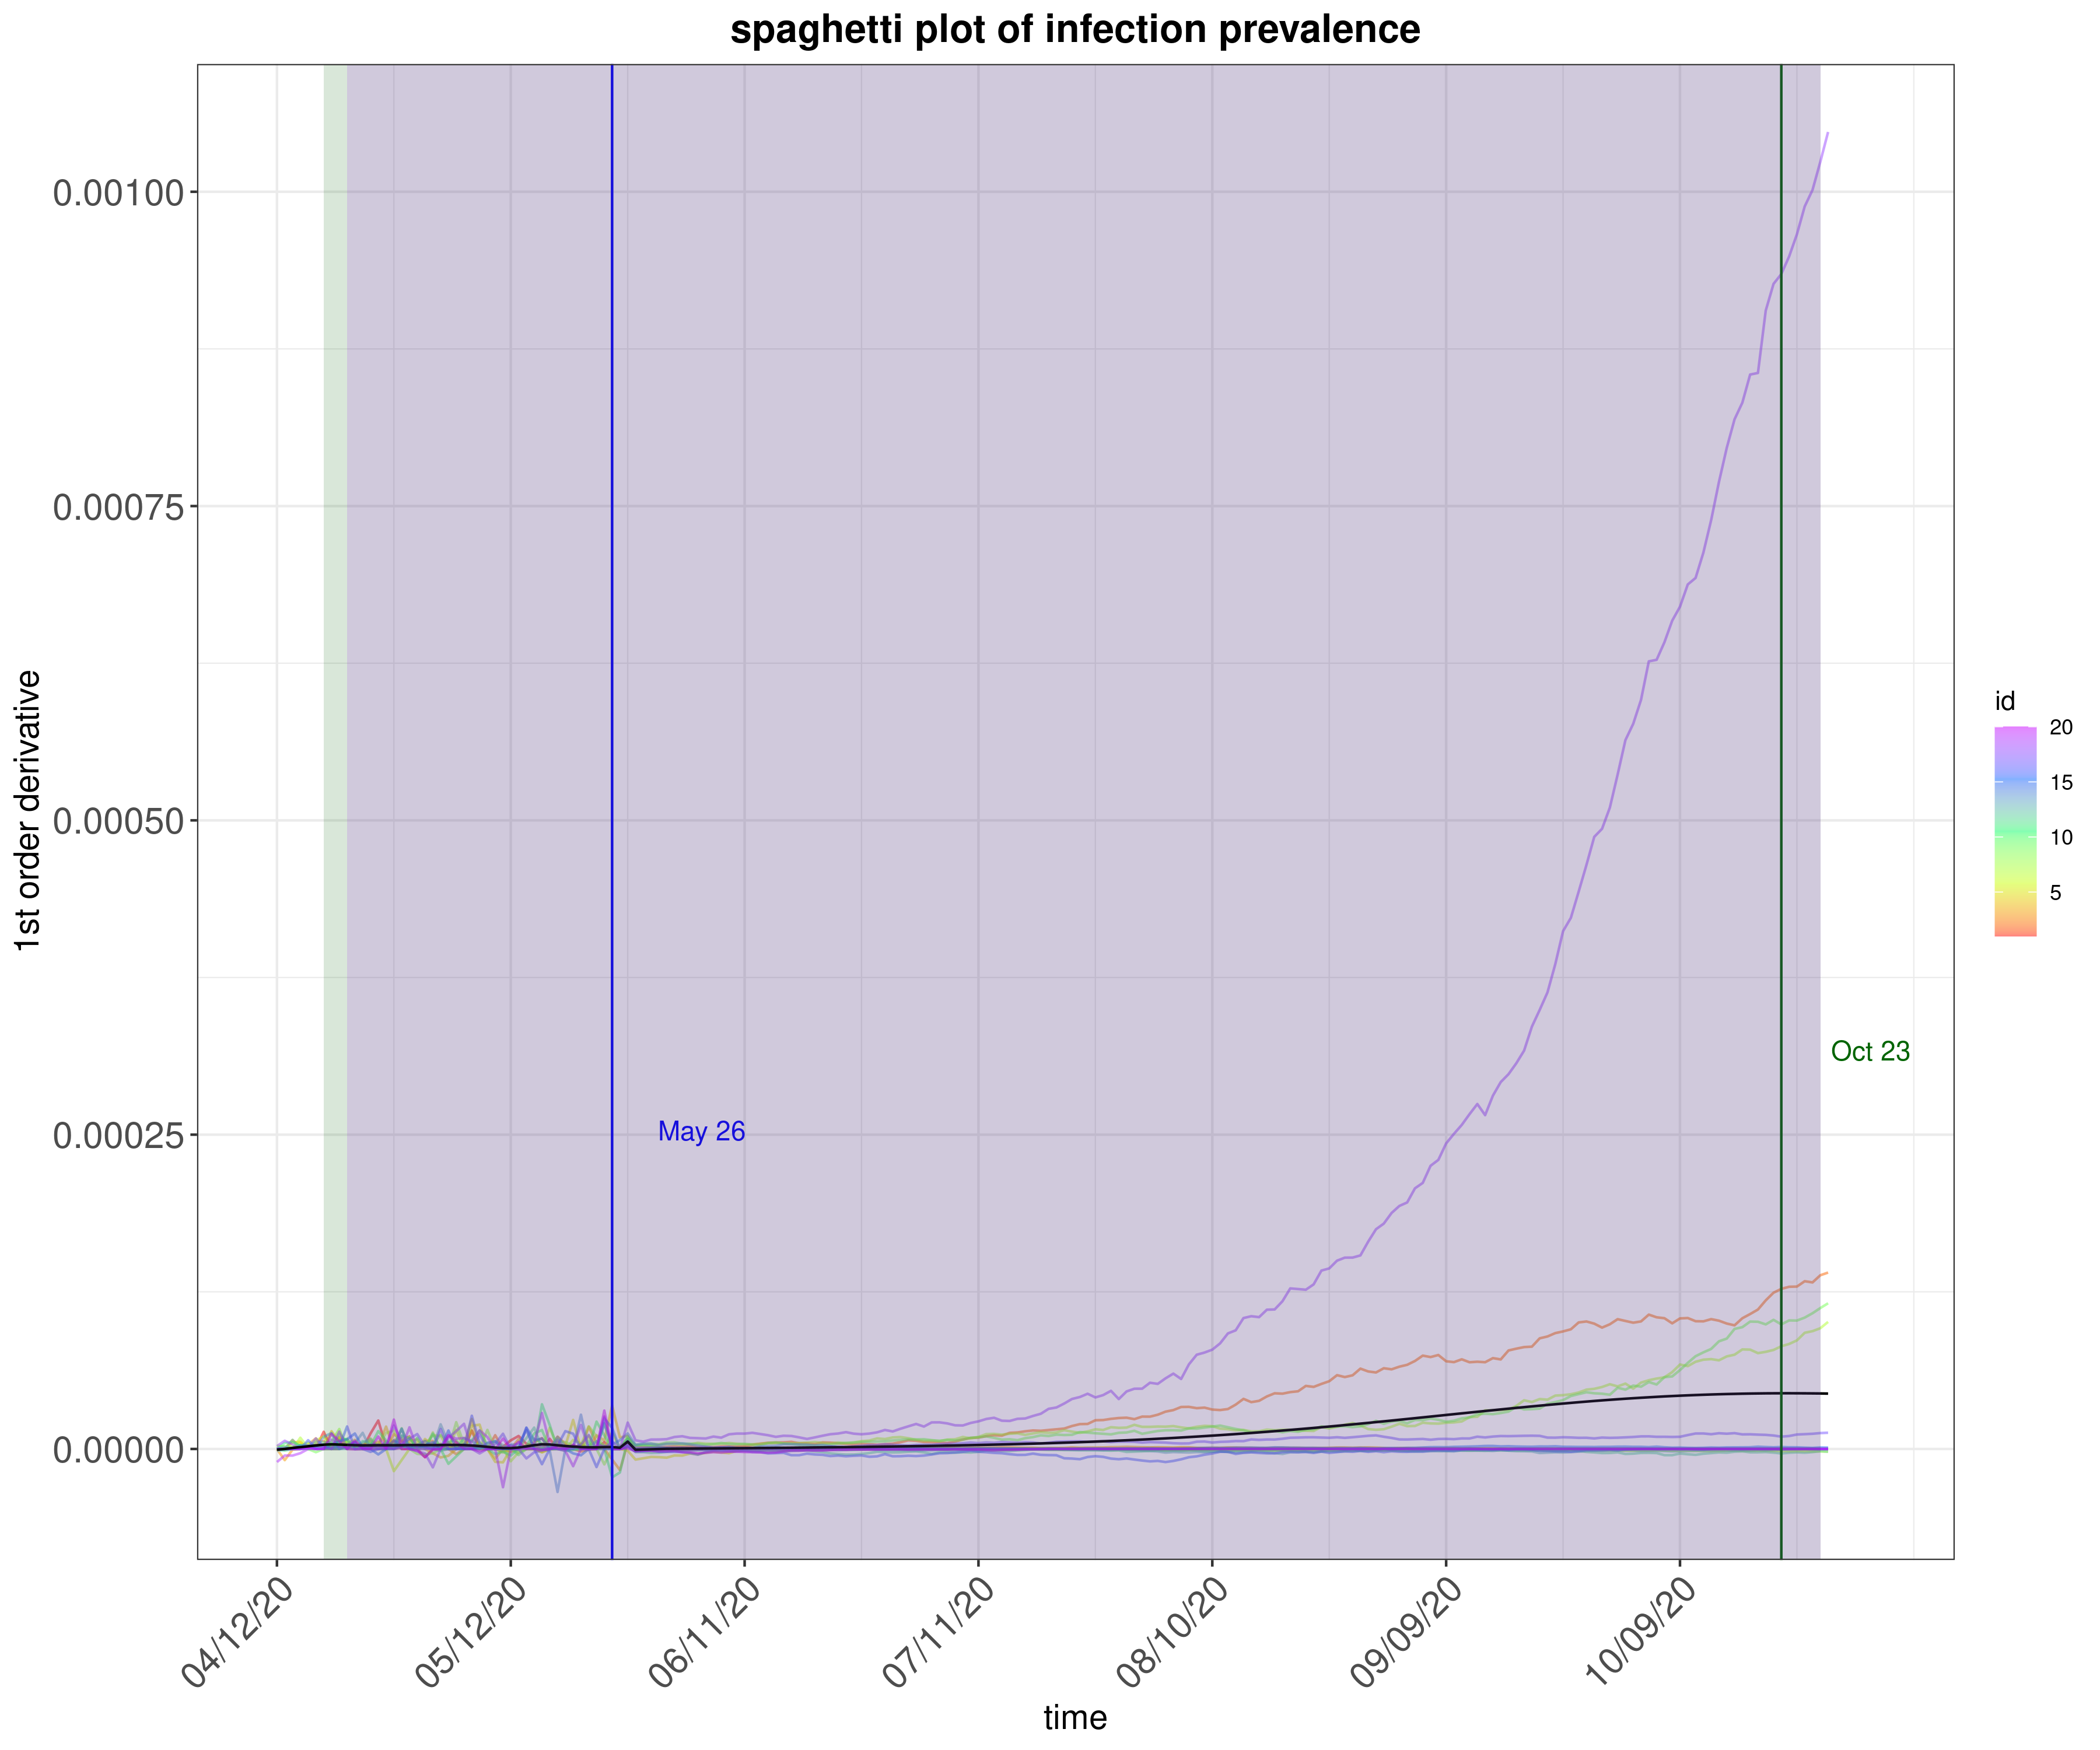 spaghetti plot of infection prevalence
1st order derivative
0.00100
0.00075
0.00050
0.00025
0.00000
May 26
Oct 23
04/12/20
05/12/20
06/11/20
07/11/20
08/10/20
09/09/20
10/09/20
time
id
20
15
10
5